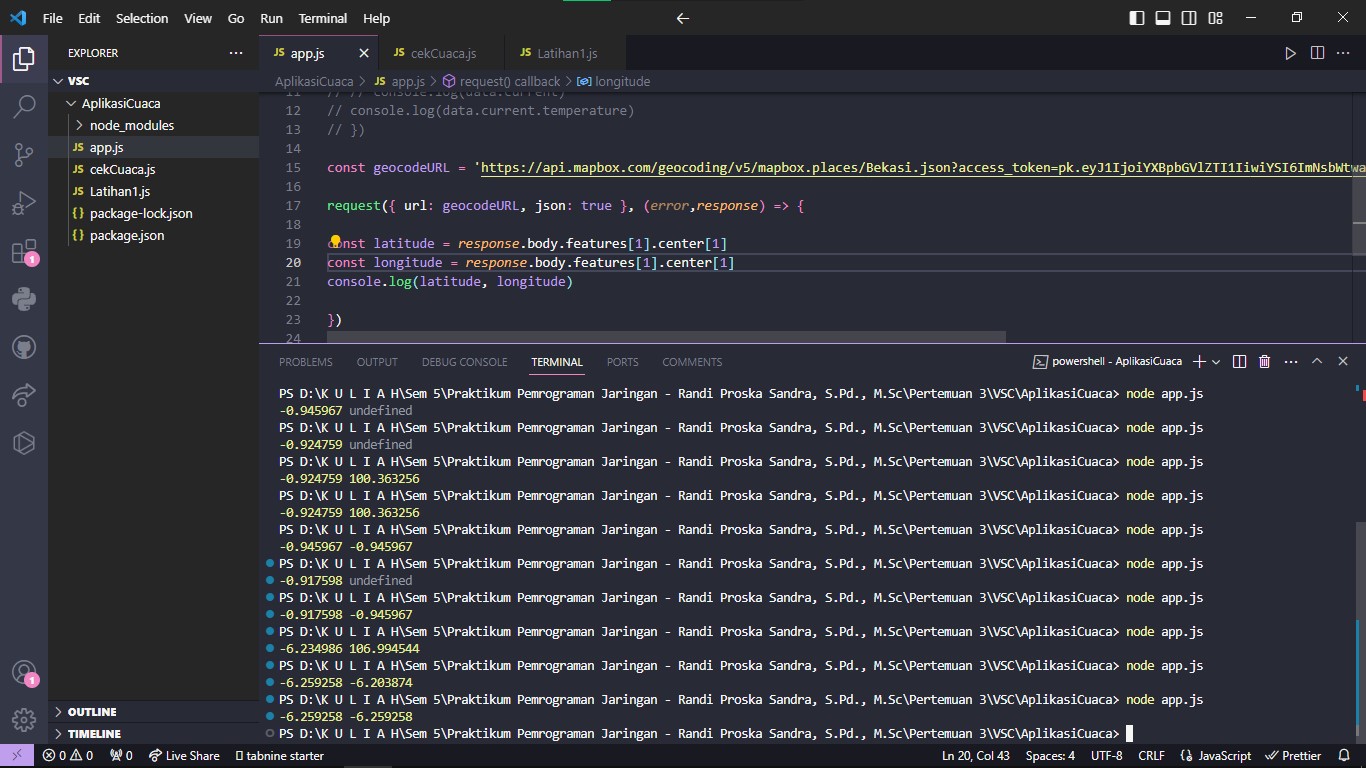 File Edit Selection View Go Run Terminal Help
EXPLORER
VSC
AplikasiCuaca
node_modules
JS app.js
JS cekCuaca.js
JS Latihan1.js
{} package-lock.json
{} package.json
OUTLINE
TIMELINE
1
1
JS app.js JS cekCuaca.js JS Latihan1.js
AplikasiCuaca > JS app.js > request() callback > longitude
11 // // console.log(data.current)
12 // console.log(data.current.temperature)
13 // })
14
15 const geocodeURL = 'https://api.mapbox.com/geocoding/v5/mapbox.places/Bekasi.json?access_token=
16
17 request({ url: geocodeURL, json: true }, (error,response) => {
18
19 const latitude = response.body.features[1].center[1]
20 const longitude = response.body.features[1].center[1]
21 console.log(latitude, longitude)
22
23 })
24
PROBLEMS OUTPUT DEBUG CONSOLE TERMINAL PORTS COMMENTS
powershell - AplikasiCuaca
PS D:\K U L I A H\Sem 5\Praktikum Pemrograman Jaringan - Randi Proska Sandra, S.Pd., M.Sc\Pertemuan 3\VSC\AplikasiCuaca> node app.js
-0.945967 undefined
PS D:\K U L I A H\Sem 5\Praktikum Pemrograman Jaringan - Randi Proska Sandra, S.Pd., M.Sc\Pertemuan 3\VSC\AplikasiCuaca> node app.js
-0.924759 undefined
PS D:\K U L I A H\Sem 5\Praktikum Pemrograman Jaringan - Randi Proska Sandra, S.Pd., M.Sc\Pertemuan 3\VSC\AplikasiCuaca> node app.js
-0.924759 100.363256
PS D:\K U L I A H\Sem 5\Praktikum Pemrograman Jaringan - Randi Proska Sandra, S.Pd., M.Sc\Pertemuan 3\VSC\AplikasiCuaca> node app.js
-0.924759 100.363256
PS D:\K U L I A H\Sem 5\Praktikum Pemrograman Jaringan - Randi Proska Sandra, S.Pd., M.Sc\Pertemuan 3\VSC\AplikasiCuaca> node app.js
-0.945967 -0.945967
PS D:\K U L I A H\Sem 5\Praktikum Pemrograman Jaringan - Randi Proska Sandra, S.Pd., M.Sc\Pertemuan 3\VSC\AplikasiCuaca> node app.js
-0.917598 undefined
PS D:\K U L I A H\Sem 5\Praktikum Pemrograman Jaringan - Randi Proska Sandra, S.Pd., M.Sc\Pertemuan 3\VSC\AplikasiCuaca> node app.js
-0.917598 -0.945967
PS D:\K U L I A H\Sem 5\Praktikum Pemrograman Jaringan - Randi Proska Sandra, S.Pd., M.Sc\Pertemuan 3\VSC\AplikasiCuaca> node app.js
-6.234986 106.994544
PS D:\K U L I A H\Sem 5\Praktikum Pemrograman Jaringan - Randi Proska Sandra, S.Pd., M.Sc\Pertemuan 3\VSC\AplikasiCuaca> node app.js
-6.259258 -6.203874
PS D:\K U L I A H\Sem 5\Praktikum Pemrograman Jaringan - Randi Proska Sandra, S.Pd., M.Sc\Pertemuan 3\VSC\AplikasiCuaca> node app.js
-6.259258 -6.259258
PS D:\K U L I A H\Sem 5\Praktikum Pemrograman Jaringan - Randi Proska Sandra, S.Pd., M.Sc\Pertemuan 3\VSC\AplikasiCuaca>
0 0 0 Live Share tabnine starter Ln 20, Col 43 Spaces: 4 UTF-8 CRLF {} JavaScript Prettier